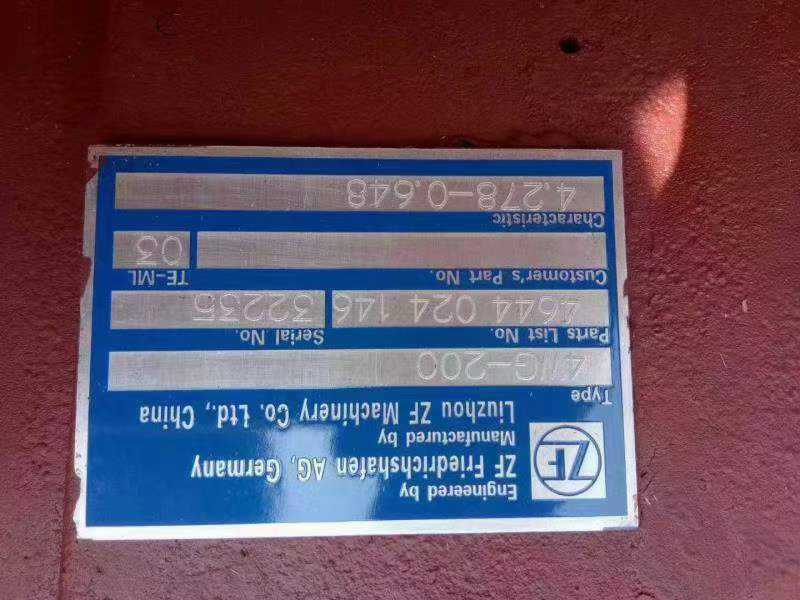 ZF
Engineered by
ZF Friedrichshafen AG, Germany
Manufactured by
Liuzhou ZF Machinery Co. Ltd., China
Type
4WG-200
Parts List No. Serial No.
4644 024 146 32235
Customer's Part No. TE-ML
03
Characteristic
4.278-0.648